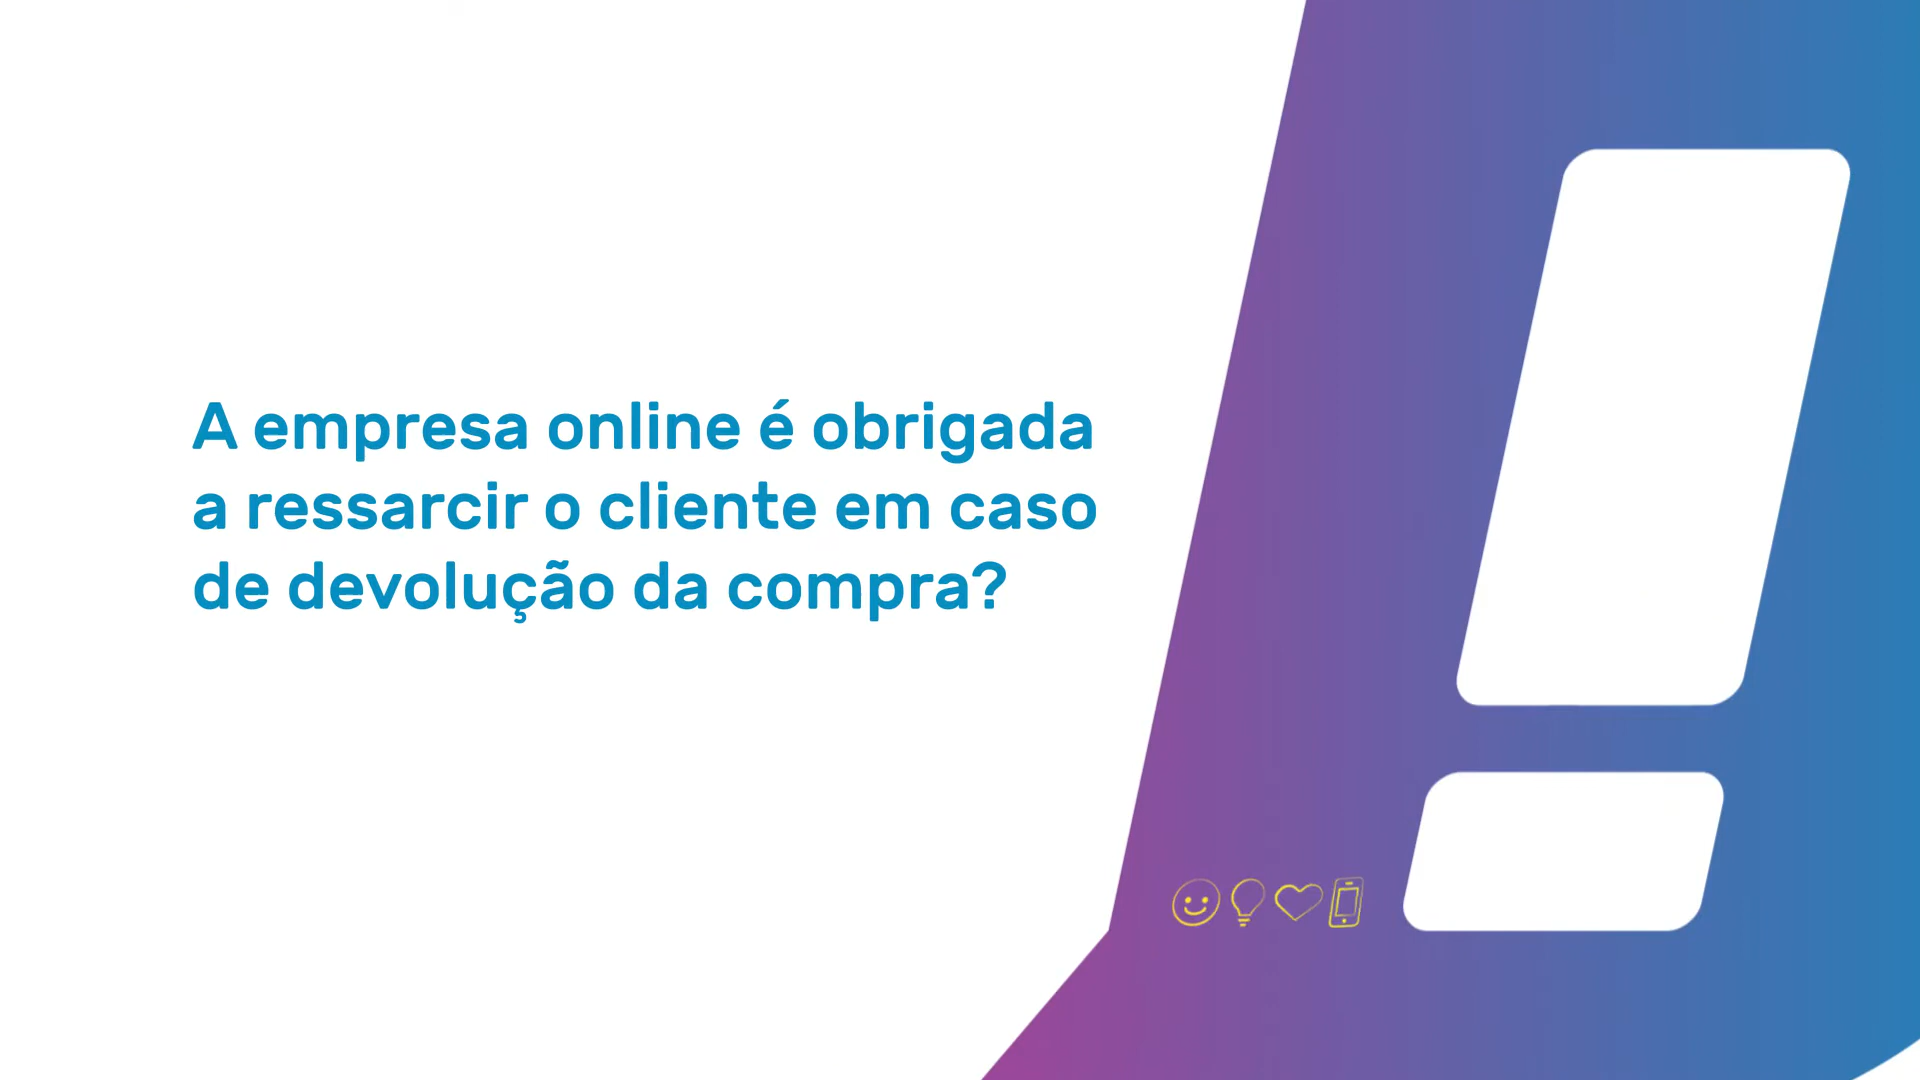 A empresa online é obrigada
a ressarcir o cliente em caso
de devolução da compra?